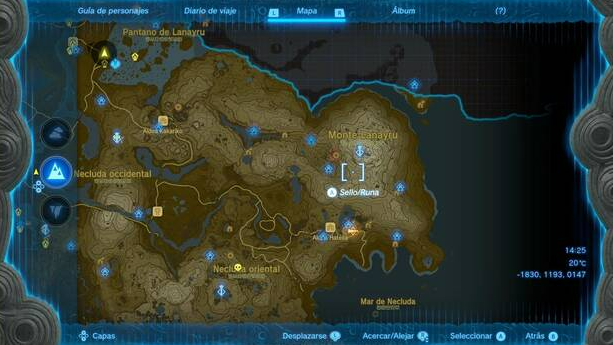 Guía de personajes
Diario de viaje
L
Mapa
R
Álbum
(?)
Pantano de Lanayru
Aldea Kakariko
Monte Lanayru
Necluda occidental
A Sello/Runa
Aldea Hatelia
Necluda oriental
Mar de Necluda
14:25
20°C
-1830, 1193, 0147
Capas
Desplazarse L
Acercar/Alejar
Seleccionar A
Atrás B